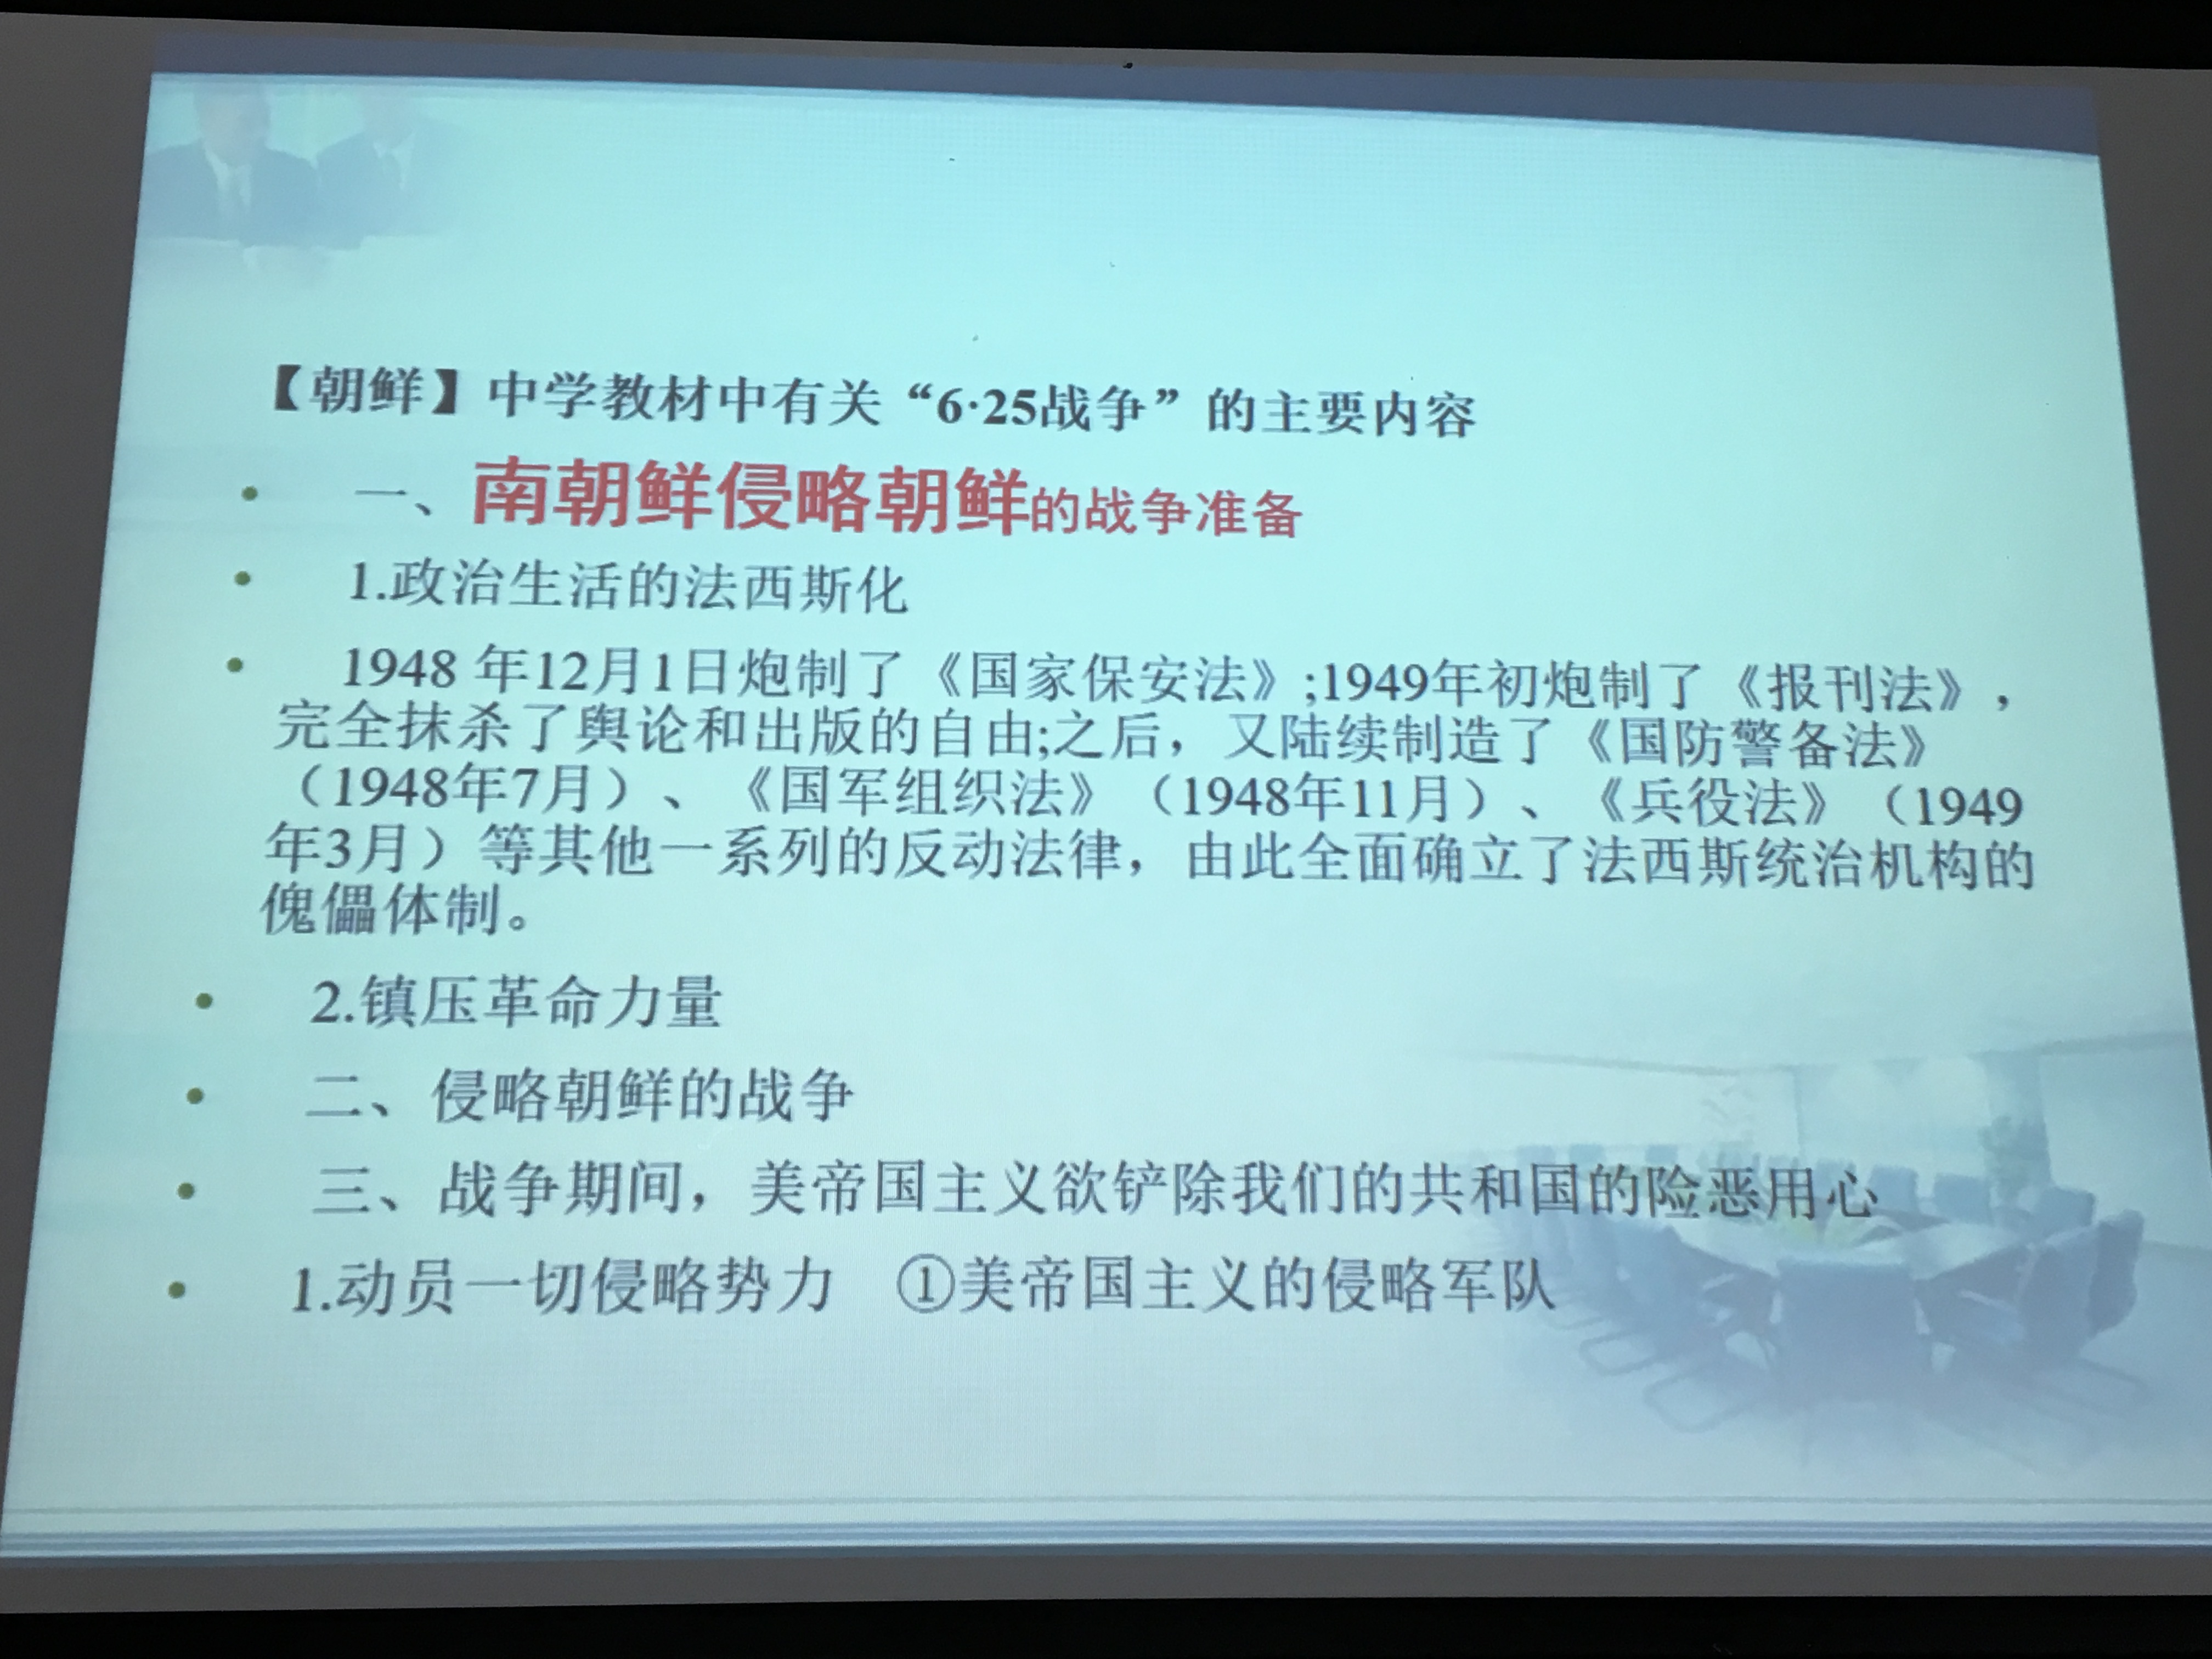 【朝鲜】中学教材中有关“6·25战争”的主要内容
• 一、南朝鲜侵略朝鲜的战争准备
• 1.政治生活的法西斯化
• 1948 年12月1日炮制了《国家保安法》;1949年初炮制了《报刊法》，
完全抹杀了舆论和出版的自由;之后，又陆续制造了《国防警备法》
（1948年7月）、《国军组织法》（1948年11月）、《兵役法》（1949
年3月）等其他一系列的反动法律，由此全面确立了法西斯统治机构的
傀儡体制。
• 2.镇压革命力量
• 二、侵略朝鲜的战争
• 三、战争期间，美帝国主义欲铲除我们的共和国的险恶用心
• 1.动员一切侵略势力 ①美帝国主义的侵略军队